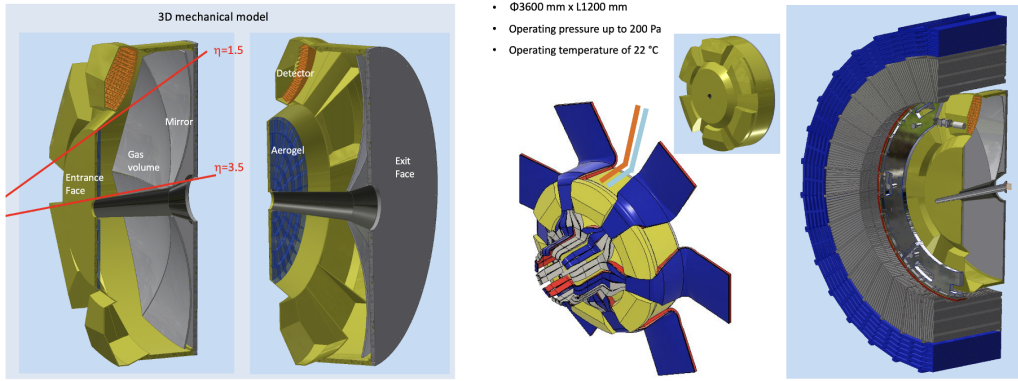 3D mechanical model
η=1.5
Detector
Mirror
Gas
volume
Aerogel
Entrance
Face
η=3.5
Exit
Face
• Φ3600 mm x L1200 mm
• Operating pressure up to 200 Pa
• Operating temperature of 22 °C